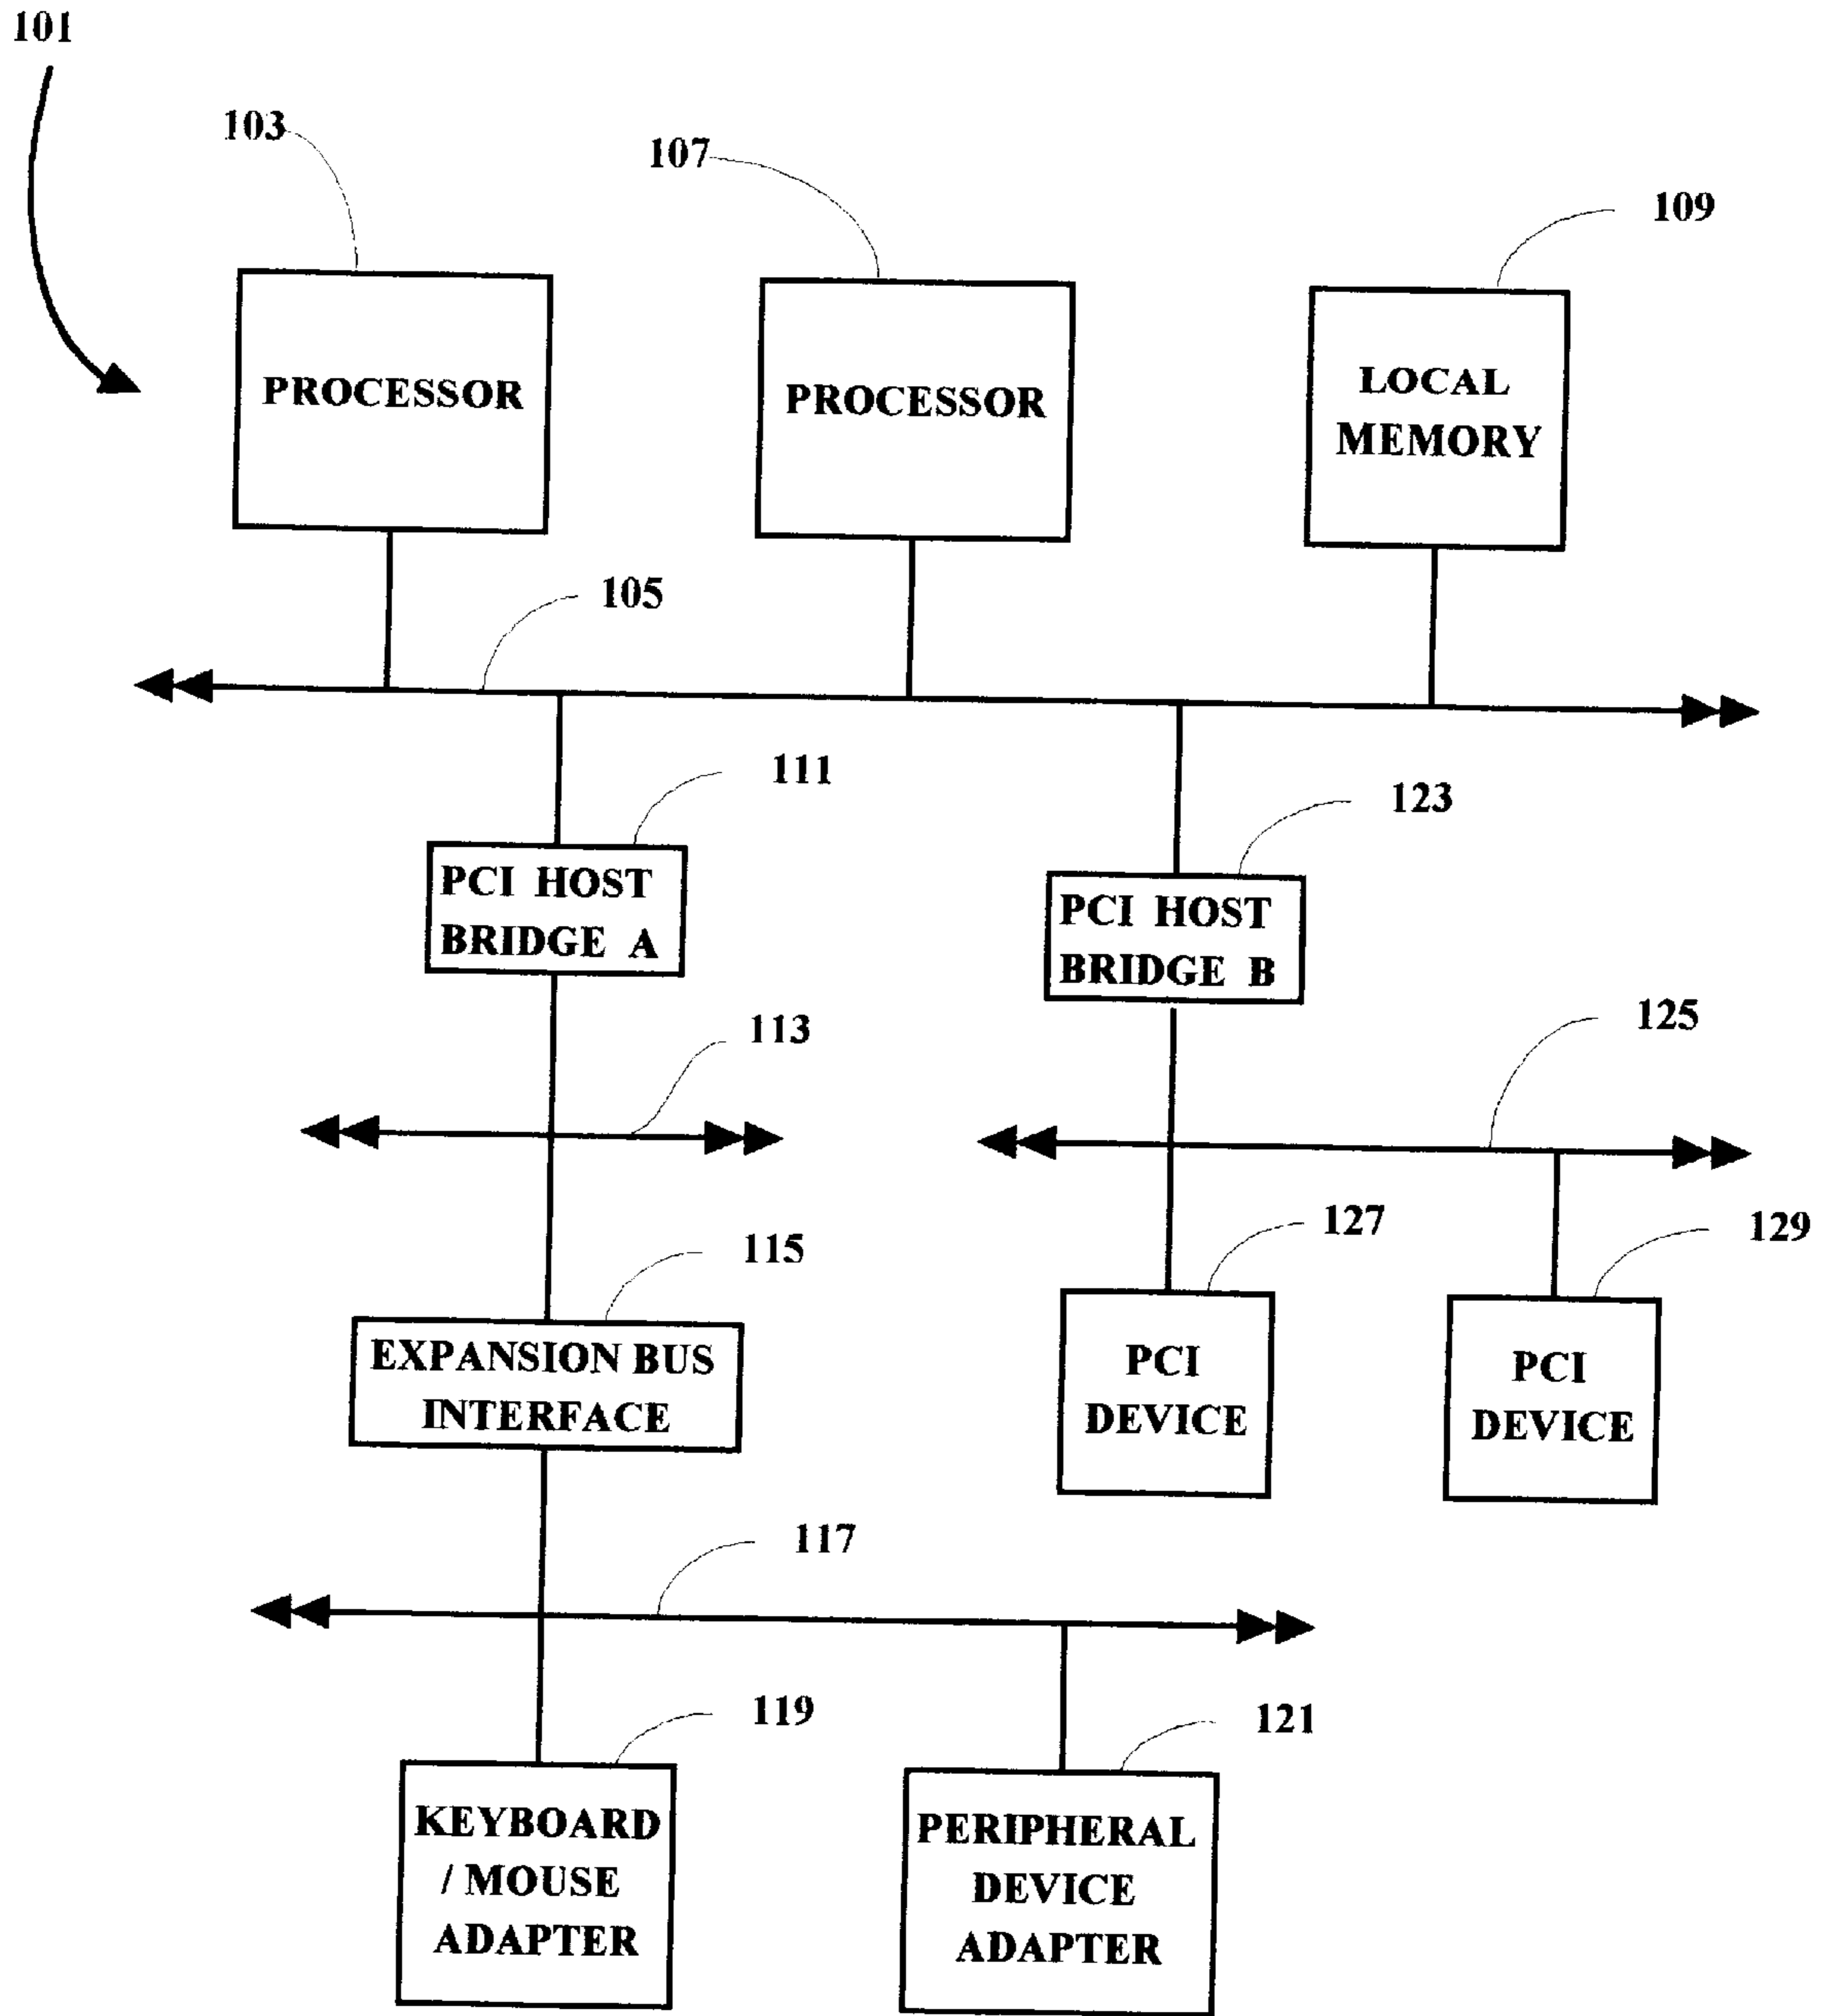 101
103
107
109
PROCESSOR
PROCESSOR
LOCAL
MEMORY
105
111
123
PCI HOST
BRIDGE A
PCI HOST
BRIDGE B
113
125
115
127
129
EXPANSION BUS
INTERFACE
PCI
DEVICE
PCI
DEVICE
117
119
121
KEYBOARD
/ MOUSE
ADAPTER
PERIPHERAL
DEVICE
ADAPTER